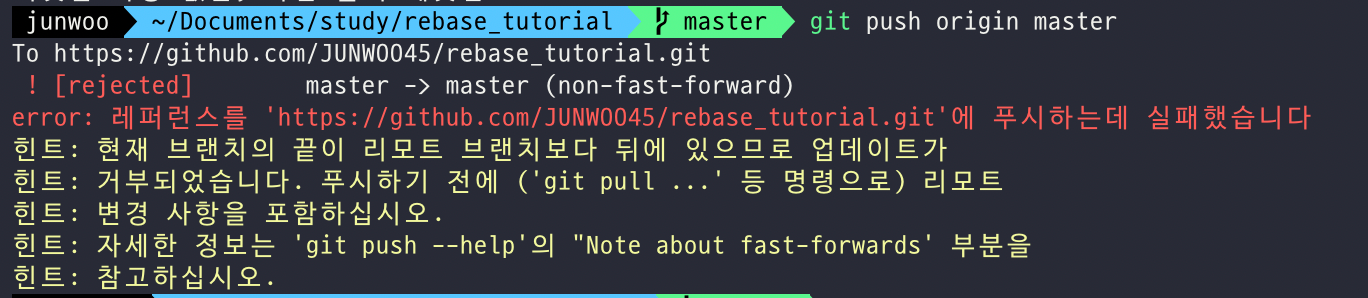 junwoo ~/Documents/study/rebase_tutorial master git push origin master
To https://github.com/JUNWOO45/rebase_tutorial.git
! [rejected] master -> master (non-fast-forward)
error: 레퍼런스를 'https://github.com/JUNWOO45/rebase_tutorial.git'에 푸시하는데 실패했습니다
힌트: 현재 브랜치의 끝이 리모트 브랜치보다 뒤에 있으므로 업데이트가
힌트: 거부되었습니다. 푸시하기 전에 ('git pull ...' 등 명령으로) 리모트
힌트: 변경 사항을 포함하십시오.
힌트: 자세한 정보는 'git push --help'의 "Note about fast-forwards' 부분을
힌트: 참고하십시오.